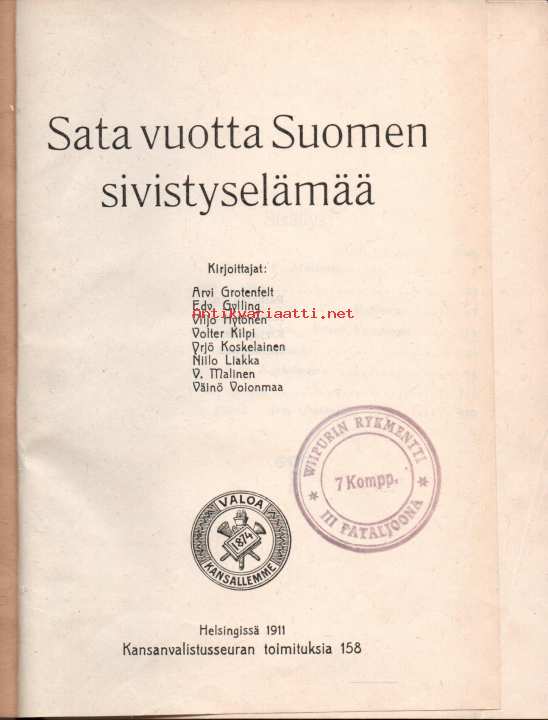 Sata vuotta Suomen
sivistyselämää
Kirjoittajat:
Arvi Grotenfelt
Edv. Gylling
Antikvariaatti.net
Viljo Hytönen
Volter Kilpi
Yrjö Koskelainen
Niilo Liakka
V. Malinen
Väinö Voionmaa
WIIPURIN RYKMENTTI
7 Kompp.
III PATALJOONA
VALOA
1874
KANSALLEMME
Helsingissä 1911
Kansanvalistusseuran toimituksia 158